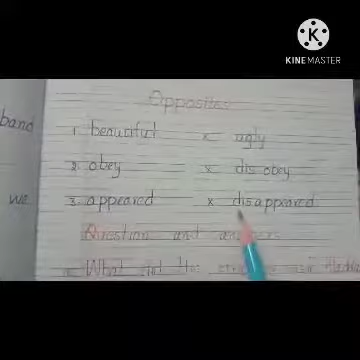 KINEMASTER
Opposites
band
1. beautiful x ugly
2. obey x disobey
we
3. appeared x disappeared
Question and answers
What did the